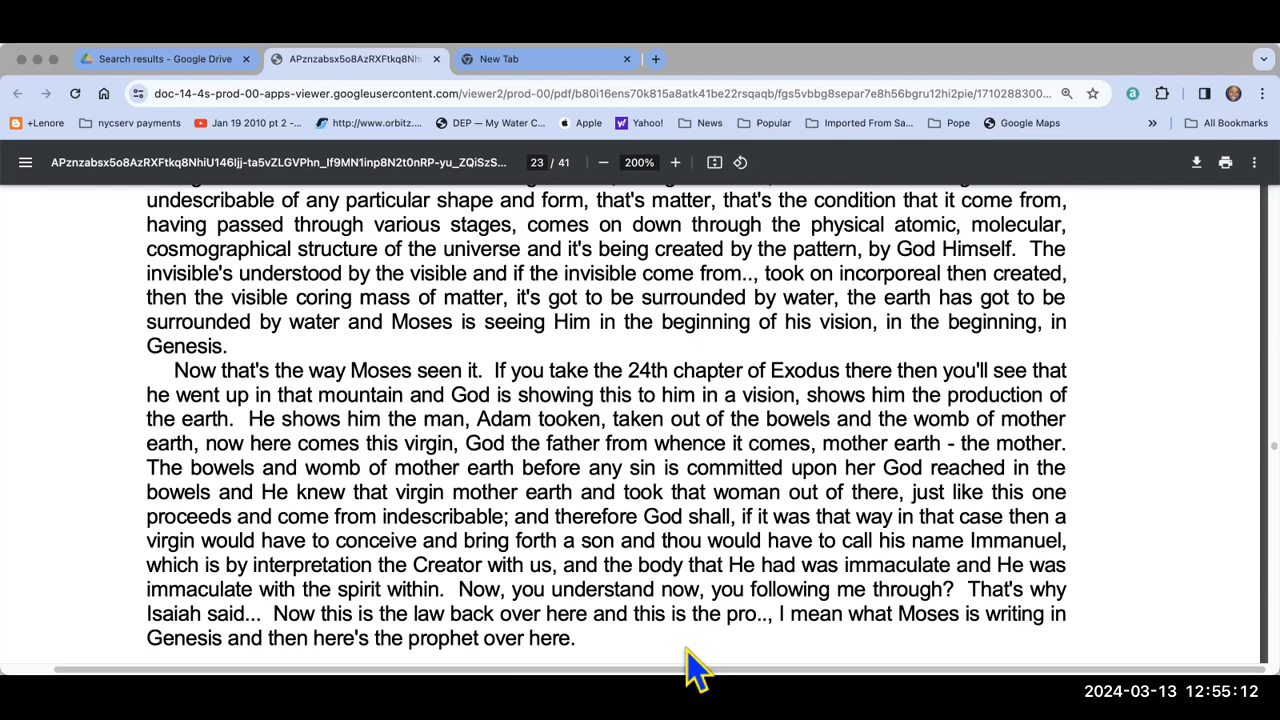 Search results - Google Drive
APznzabsx5o8AzRXFtkq8Nhi
New Tab
doc-14-4s-prod-00-apps-viewer.googleusercontent.com/viewer2/prod-00/pdf/b80i16ens70k815a8atk41be22rsqaqb/fgs5vbbg8separ7e8h56bgru12hi2pie/1710288300...
+Lenore
nycserv payments
Jan 19 2010 pt 2 -...
http://www.orbitz....
DEP — My Water C...
Apple
Yahoo!
News
Popular
Imported From Sa...
Pope
Google Maps
»
All Bookmarks
APznzabsx5o8AzRXFtkq8NhiU146Ijj-ta5vZLGVPhn_If9MN1inp8N2t0nRP-yu_ZQiSzS...
23 / 41
200%
undescribable of any particular shape and form, that's matter, that's the condition that it come from,
having passed through various stages, comes on down through the physical atomic, molecular,
cosmographical structure of the universe and it's being created by the pattern, by God Himself. The
invisible's understood by the visible and if the invisible come from.., took on incorporeal then created,
then the visible coring mass of matter, it's got to be surrounded by water, the earth has got to be
surrounded by water and Moses is seeing Him in the beginning of his vision, in the beginning, in
Genesis.
Now that's the way Moses seen it. If you take the 24th chapter of Exodus there then you'll see that
he went up in that mountain and God is showing this to him in a vision, shows him the production of
the earth. He shows him the man, Adam tooken, taken out of the bowels and the womb of mother
earth, now here comes this virgin, God the father from whence it comes, mother earth - the mother.
The bowels and womb of mother earth before any sin is committed upon her God reached in the
bowels and He knew that virgin mother earth and took that woman out of there, just like this one
proceeds and come from indescribable; and therefore God shall, if it was that way in that case then a
virgin would have to conceive and bring forth a son and thou would have to call his name Immanuel,
which is by interpretation the Creator with us, and the body that He had was immaculate and He was
immaculate with the spirit within. Now, you understand now, you following me through? That's why
Isaiah said... Now this is the law back over here and this is the pro.., I mean what Moses is writing in
Genesis and then here's the prophet over here.
2024-03-13 12:55:12